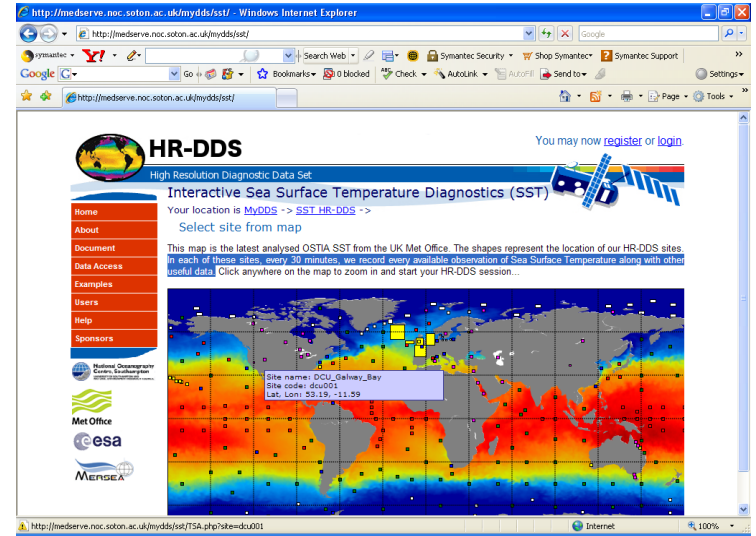 http://medserve.noc.soton.ac.uk/mydds/sst/ - Windows Internet Explorer
http://medserve.noc.soton.ac.uk/mydds/sst/
Google
symantec Y! Search Web Symantec Security Shop Symantec Symantec Support
Google G Go Bookmarks 0 blocked Check AutoLink AutoFill Send to Settings
http://medserve.noc.soton.ac.uk/mydds/sst/ Page Tools
You may now register or login.
HR-DDS
High Resolution Diagnostic Data Set
Interactive Sea Surface Temperature Diagnostics (SST)
Your location is MyDDS -> SST HR-DDS ->
Select site from map
This map is the latest analysed OSTIA SST from the UK Met Office. The shapes represent the location of our HR-DDS sites.
In each of these sites, every 30 minutes, we record every available observation of Sea Surface Temperature along with other
useful data. Click anywhere on the map to zoom in and start your HR-DDS session...
Home
About
Document
Data Access
Examples
Users
Help
Sponsors
National Oceanography
Centre, Southampton
Met Office
esa
MERSEA
Site name: DCU_Galway_Bay
Site code: dcu001
Lat, Lon: 53.19, -11.59
http://medserve.noc.soton.ac.uk/mydds/sst/TSA.php?site=dcu001 Internet 100%